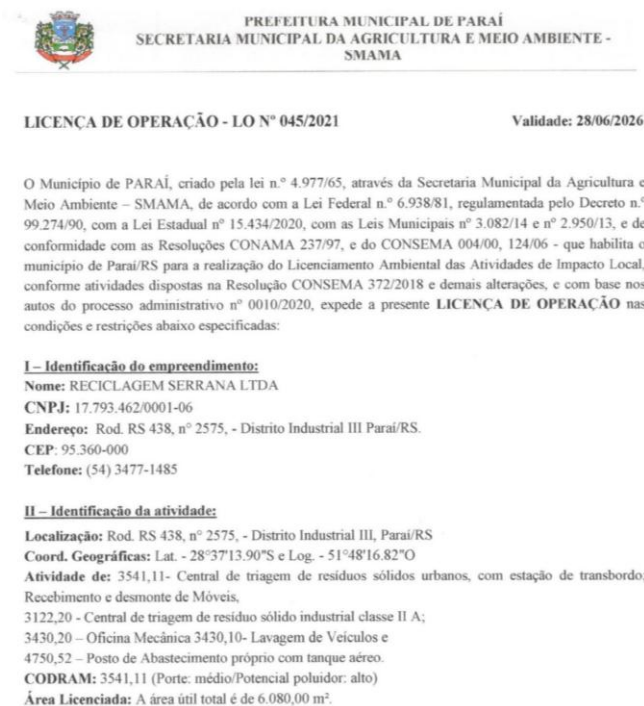 PREFEITURA MUNICIPAL DE PARAÍ
SECRETARIA MUNICIPAL DA AGRICULTURA E MEIO AMBIENTE -
SMAMA
LICENÇA DE OPERAÇÃO - LO Nº 045/2021 Validade: 28/06/2026
O Município de PARAÍ, criado pela lei n.º 4.977/65, através da Secretaria Municipal da Agricultura e
Meio Ambiente – SMAMA, de acordo com a Lei Federal n.º 6.938/81, regulamentada pelo Decreto n.º
99.274/90, com a Lei Estadual nº 15.434/2020, com as Leis Municipais nº 3.082/14 e nº 2.950/13, e de
conformidade com as Resoluções CONAMA 237/97, e do CONSEMA 004/00, 124/06 - que habilita o
município de Paraí/RS para a realização do Licenciamento Ambiental das Atividades de Impacto Local,
conforme atividades dispostas na Resolução CONSEMA 372/2018 e demais alterações, e com base nos
autos do processo administrativo nº 0010/2020, expede a presente LICENÇA DE OPERAÇÃO nas
condições e restrições abaixo especificadas:
I – Identificação do empreendimento:
Nome: RECICLAGEM SERRANA LTDA
CNPJ: 17.793.462/0001-06
Endereço: Rod. RS 438, nº 2575, - Distrito Industrial III Paraí/RS.
CEP: 95.360-000
Telefone: (54) 3477-1485
II – Identificação da atividade:
Localização: Rod. RS 438, nº 2575, - Distrito Industrial III, Paraí/RS
Coord. Geográficas: Lat. - 28°37'13.90"S e Log. - 51°48'16.82"O
Atividade de: 3541,11- Central de triagem de resíduos sólidos urbanos, com estação de transbordo;
Recebimento e desmonte de Móveis,
3122,20 - Central de triagem de resíduo sólido industrial classe II A;
3430,20 – Oficina Mecânica 3430,10- Lavagem de Veículos e
4750,52 – Posto de Abastecimento próprio com tanque aéreo.
CODRAM: 3541,11 (Porte: médio/Potencial poluidor: alto)
Área Licenciada: A área útil total é de 6.080,00 m².